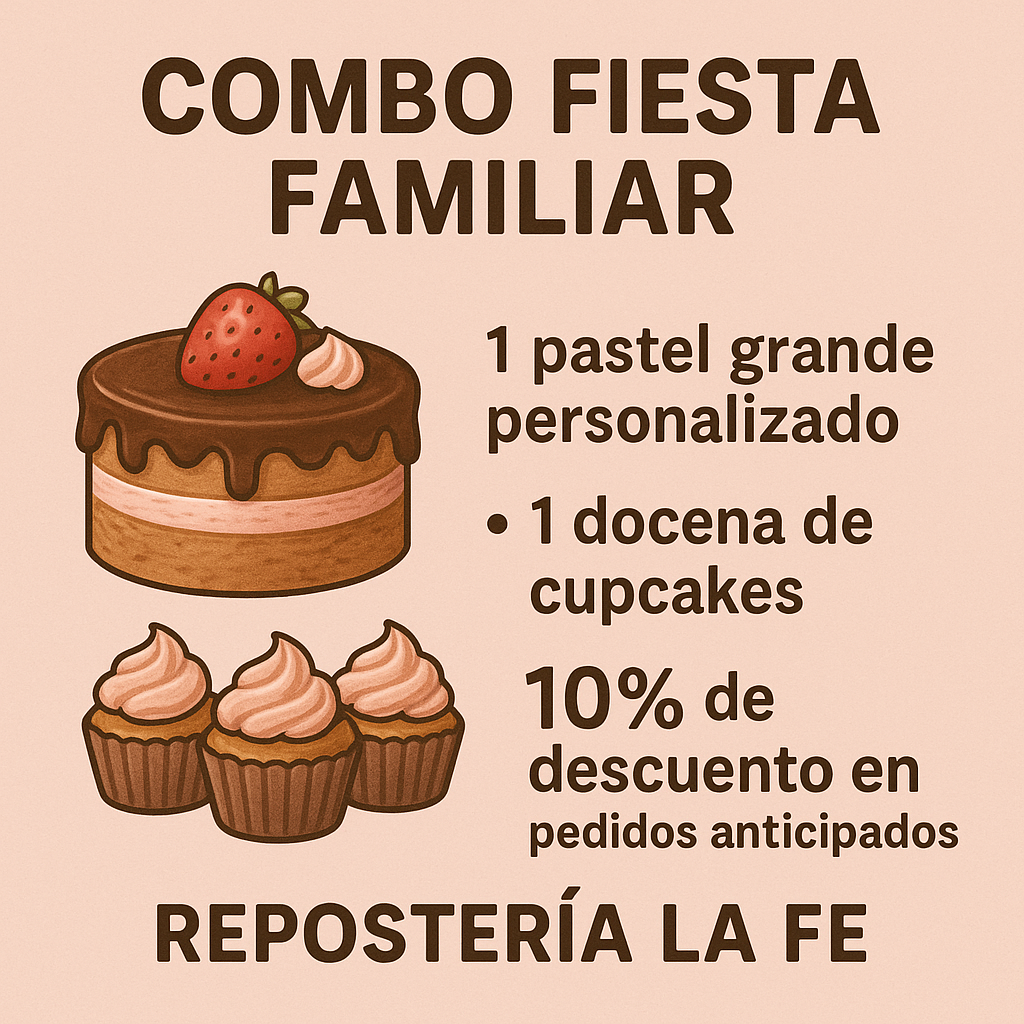 COMBO FIESTA
FAMILIAR
1 pastel grande
personalizado
• 1 docena de
cupcakes
10% de
descuento en
pedidos anticipados
REPOSTERÍA LA FE